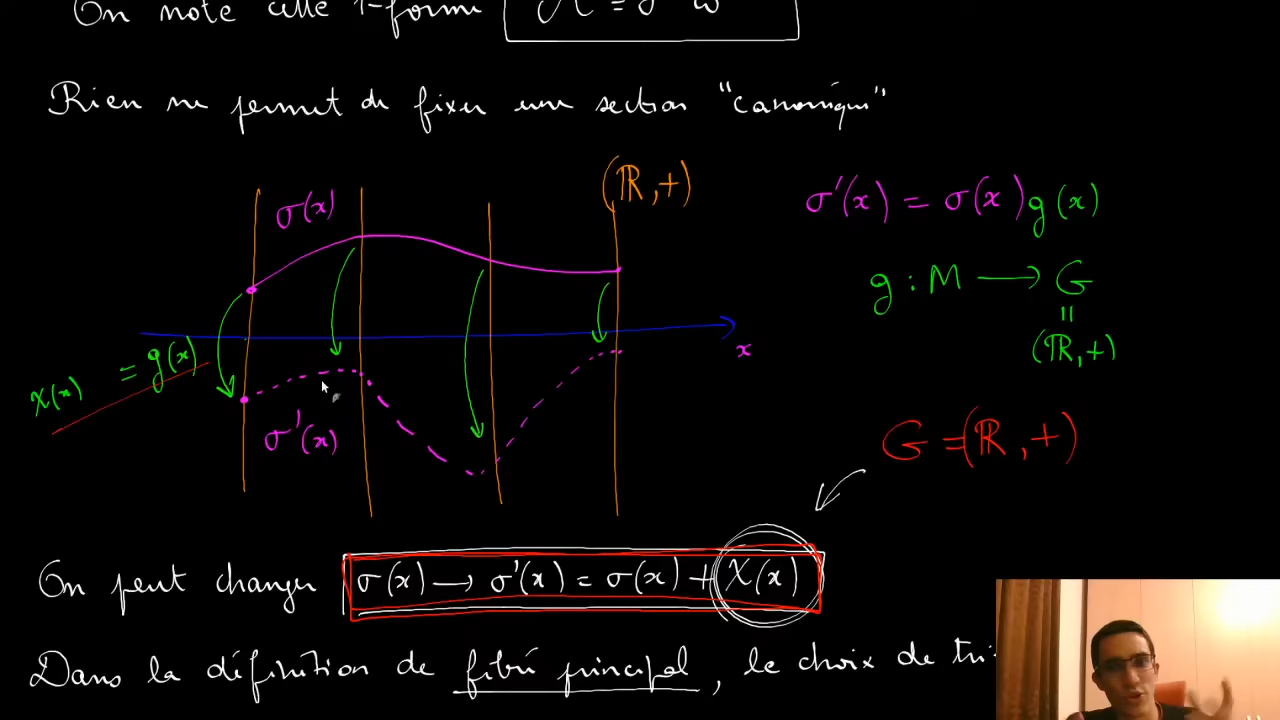 On note cette 1-forme A = σ* ω
Rien ne permet de fixer une section "canonique"
σ(x)
(ℝ,+)
σ'(x) = σ(x) g(x)
g : M ⟶ G
=
(ℝ,+)
x
χ(x) = g(x)
σ'(x)
G = (ℝ,+)
On peut changer σ(x) ⟶ σ'(x) = σ(x) + χ(x)
Dans la définition de fibré principal, le choix de tri